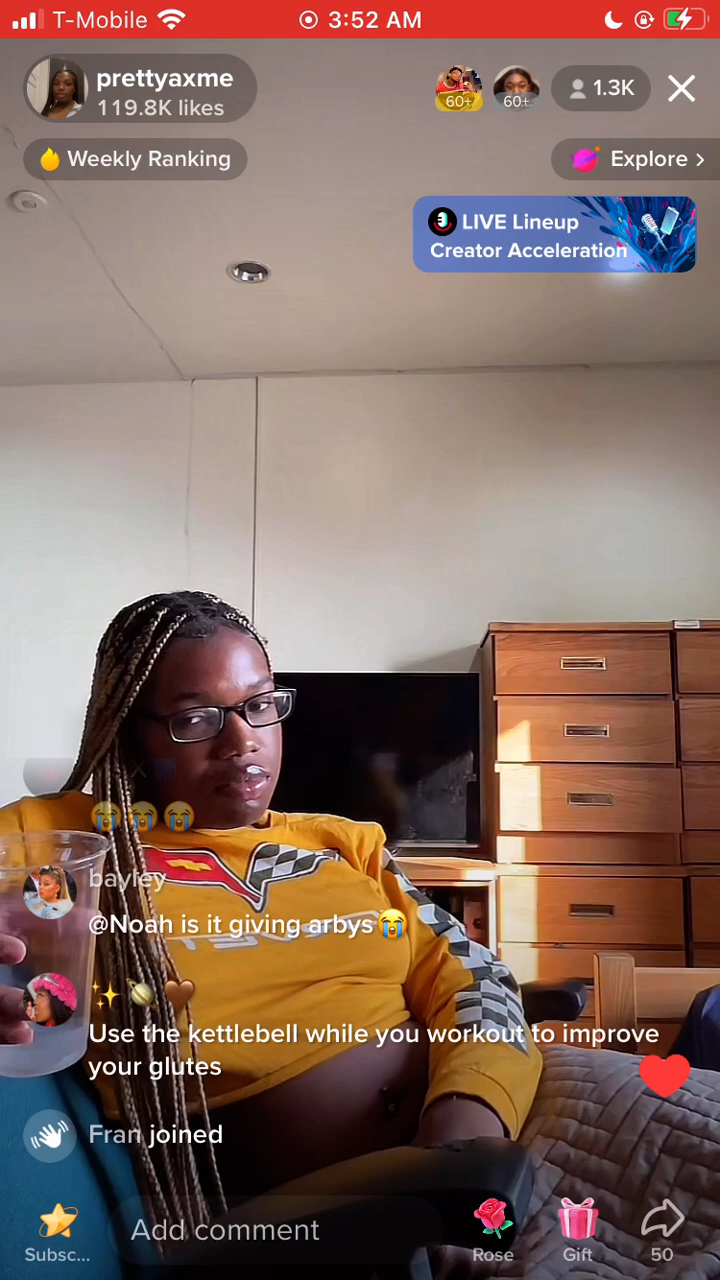 T-Mobile
3:52 AM
prettyaxme
119.8K likes
60+
60+
1.3K
Weekly Ranking
Explore >
LIVE Lineup
Creator Acceleration
😭😭😭
bayley
@Noah is it giving arbys😭
✨🪐🤎
Use the kettlebell while you workout to improve
your glutes
Fran joined
Add comment
Subsc...
Rose
Gift
50